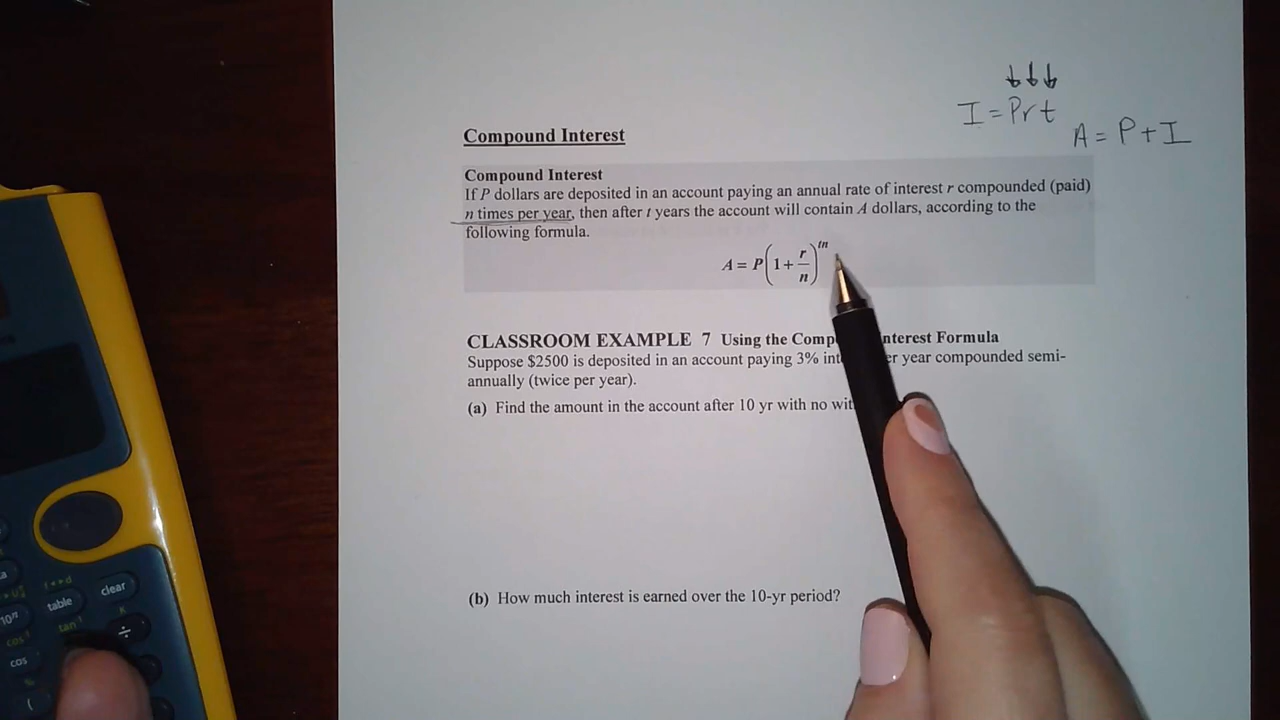 I = Prt
A = P + I
Compound Interest
Compound Interest
If P dollars are deposited in an account paying an annual rate of interest r compounded (paid)
n times per year, then after t years the account will contain A dollars, according to the
following formula.
A = P(1 + r/n)^tn
CLASSROOM EXAMPLE 7 Using the Comp nterest Formula
Suppose $2500 is deposited in an account paying 3% int er year compounded semi-
annually (twice per year).
(a) Find the amount in the account after 10 yr with no wit
(b) How much interest is earned over the 10-yr period?
clear
table
tan⁻¹
cos
÷
(